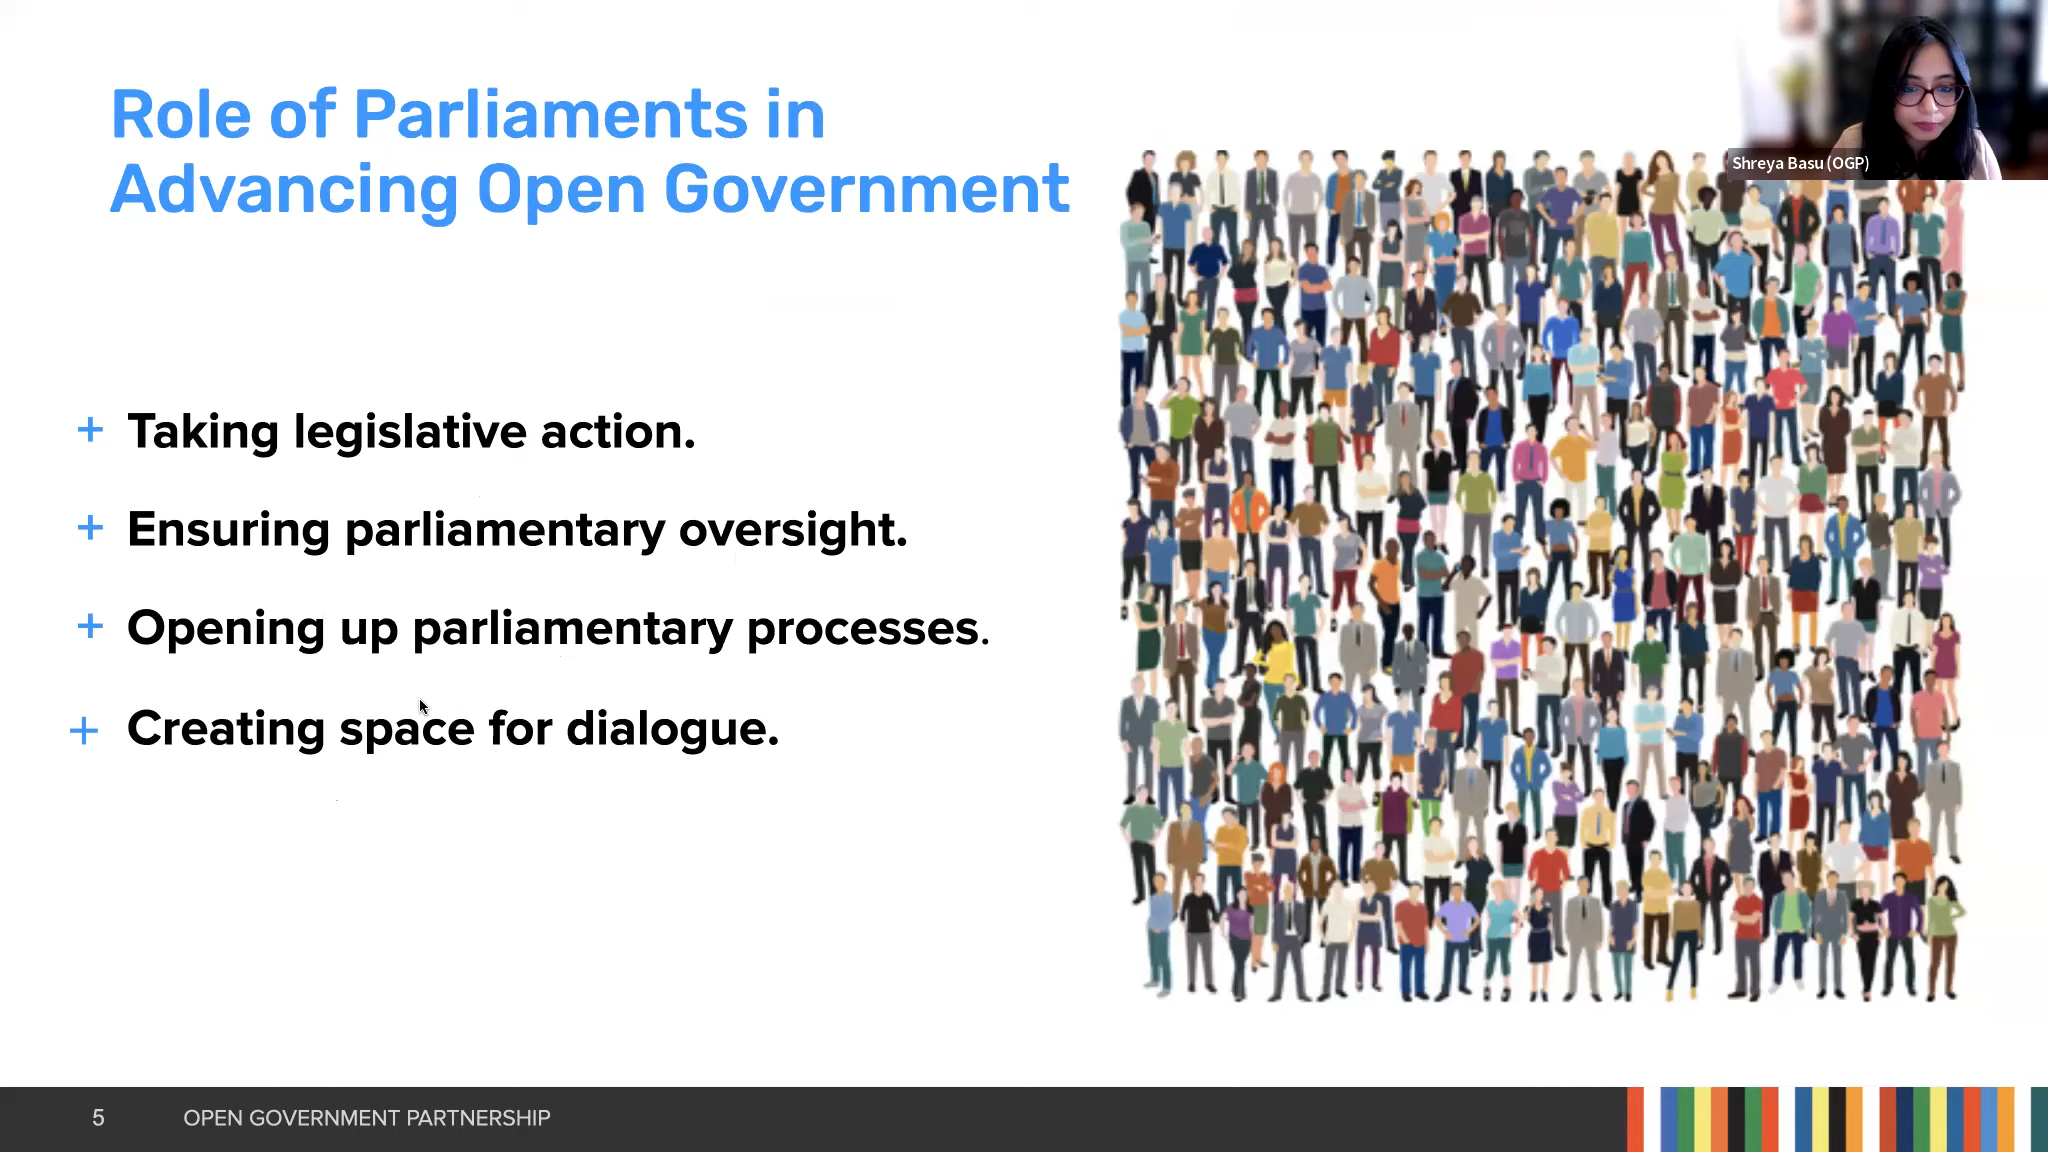 Role of Parliaments in
Advancing Open Government
Shreya Basu (OGP)
+ Taking legislative action.
+ Ensuring parliamentary oversight.
+ Opening up parliamentary processes.
+ Creating space for dialogue.
5 OPEN GOVERNMENT PARTNERSHIP